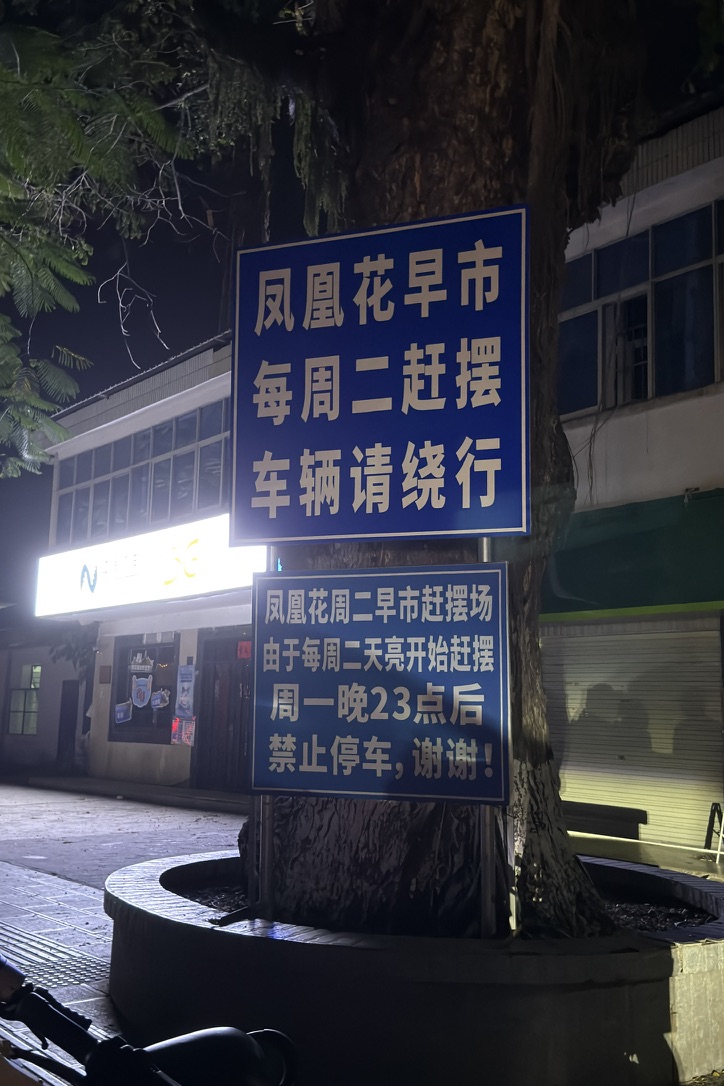 凤凰花早市
每周二赶摆
车辆请绕行
凤凰花周二早市赶摆场
由于每周二天亮开始赶摆
周一晚23点后
禁止停车,谢谢!
5G